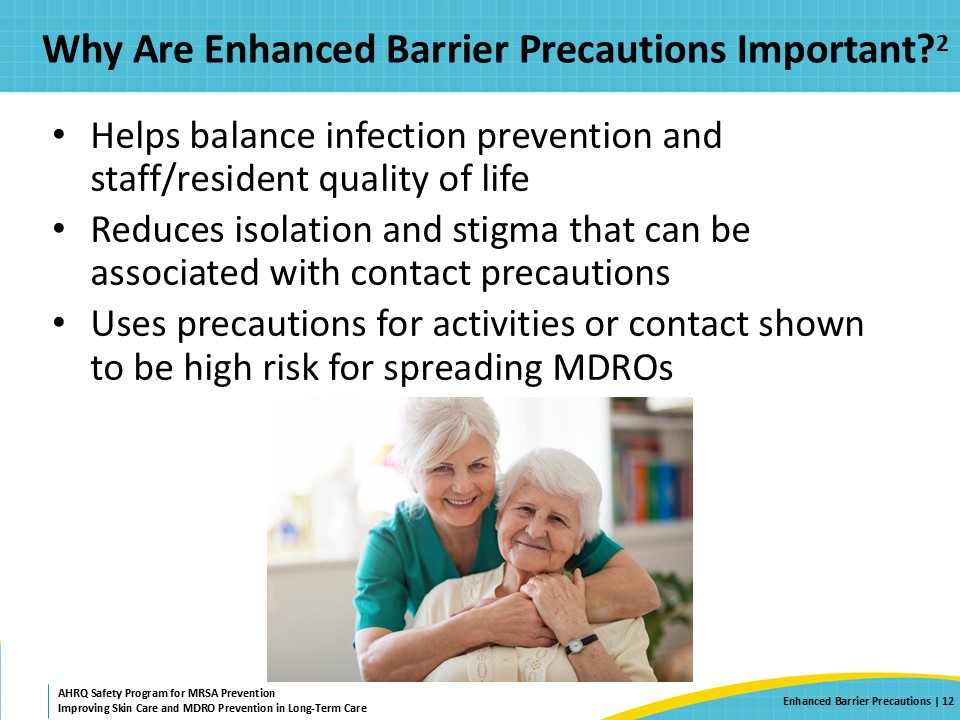 Why Are Enhanced Barrier Precautions Important?2
• Helps balance infection prevention and
staff/resident quality of life
• Reduces isolation and stigma that can be
associated with contact precautions
• Uses precautions for activities or contact shown
to be high risk for spreading MDROs
AHRQ Safety Program for MRSA Prevention
Improving Skin Care and MDRO Prevention in Long-Term Care
Enhanced Barrier Precautions | 12